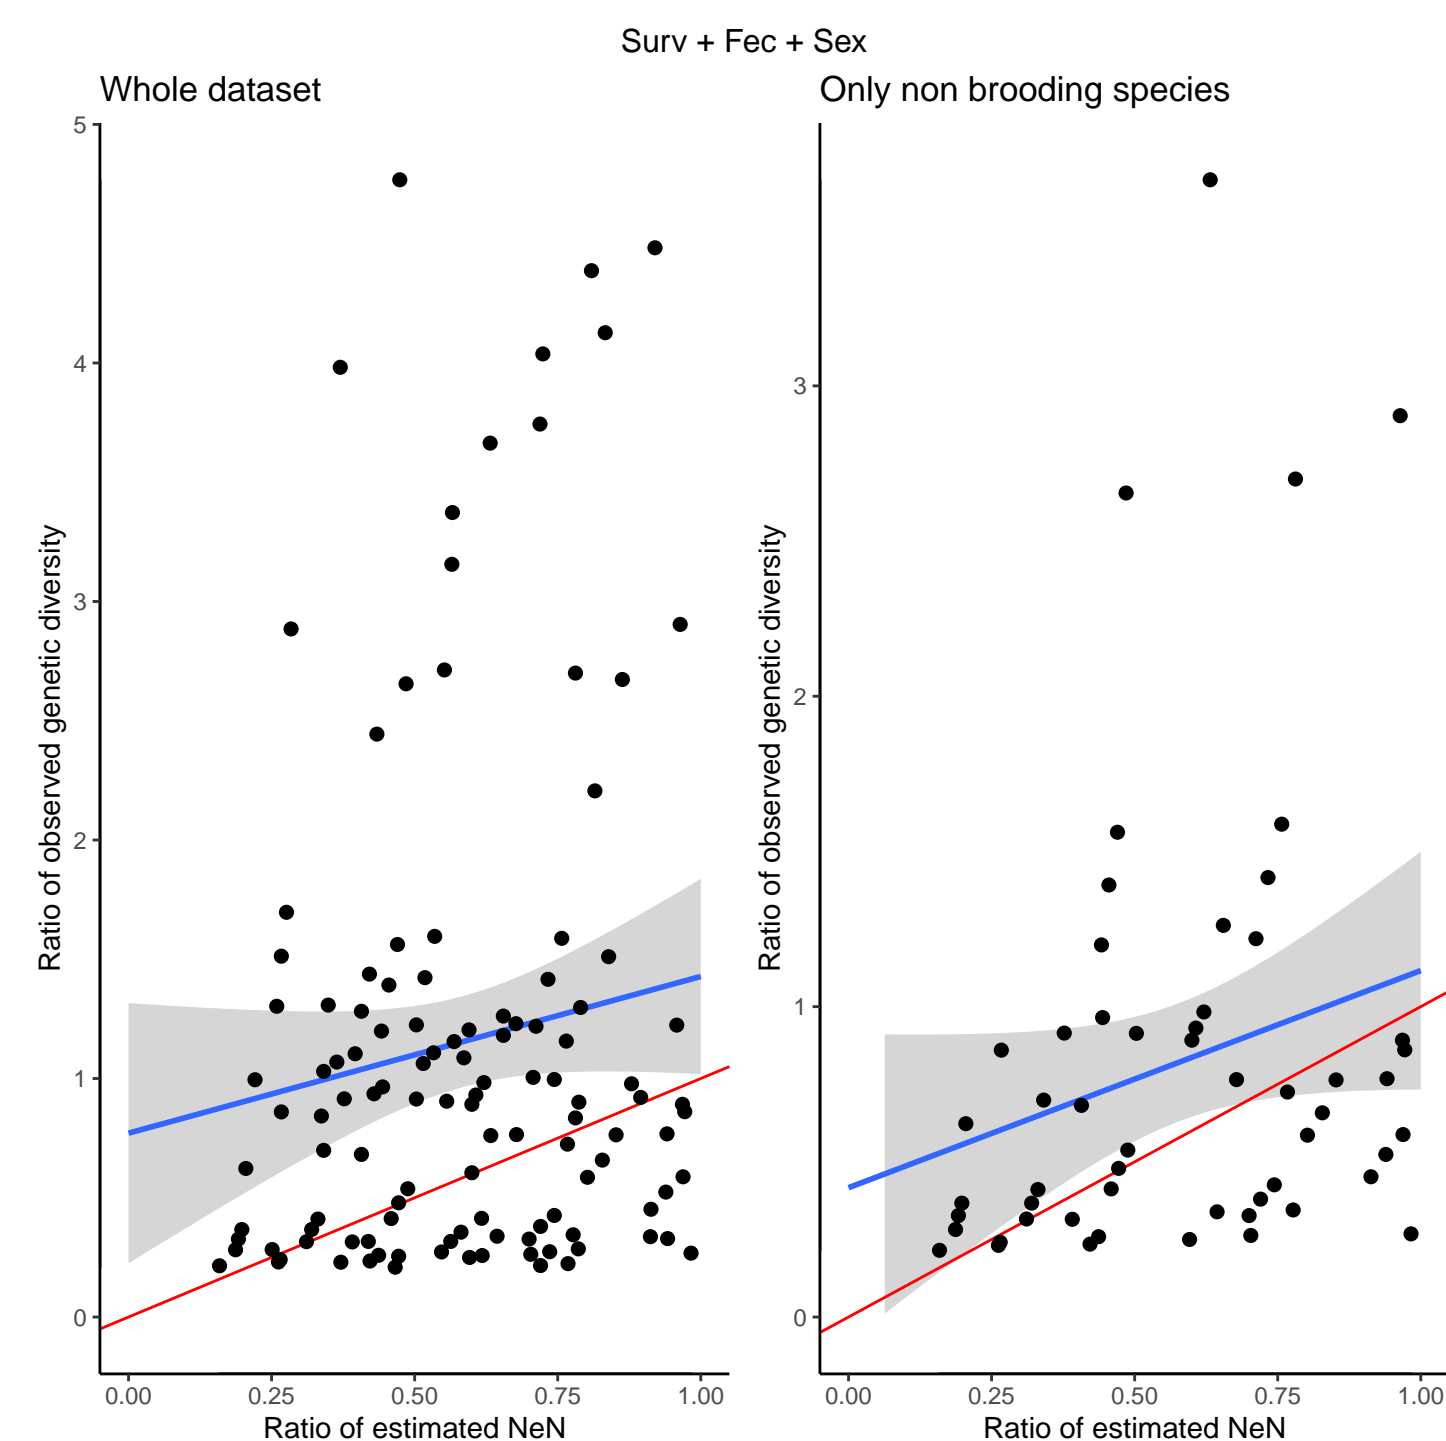 Surv + Fec + Sex
Whole dataset
Only non brooding species
5
4
3
2
1
0
Ratio of observed genetic diversity
0.00 0.25 0.50 0.75 1.00
Ratio of estimated NeN
3
2
1
0
Ratio of observed genetic diversity
0.00 0.25 0.50 0.75 1.00
Ratio of estimated NeN